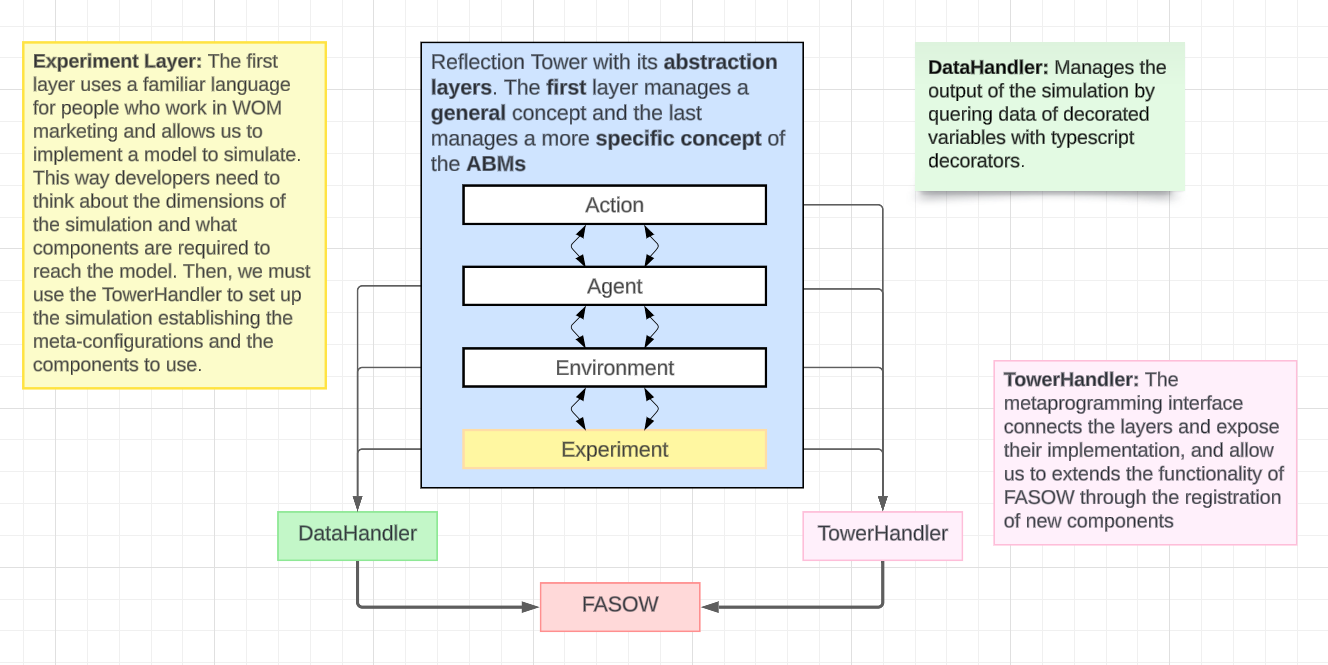 Experiment Layer: The first
layer uses a familiar language
for people who work in WOM
marketing and allows us to
implement a model to simulate.
This way developers need to
think about the dimensions of
the simulation and what
components are required to
reach the model. Then, we must
use the TowerHandler to set up
the simulation establishing the
meta-configurations and the
components to use.
Reflection Tower with its abstraction
layers. The first layer manages a
general concept and the last
manages a more specific concept of
the ABMs
Action
Agent
Environment
Experiment
DataHandler: Manages the
output of the simulation by
quering data of decorated
variables with typescript
decorators.
TowerHandler: The
metaprogramming interface
connects the layers and expose
their implementation, and allow
us to extends the functionality of
FASOW through the registration
of new components
DataHandler
TowerHandler
FASOW